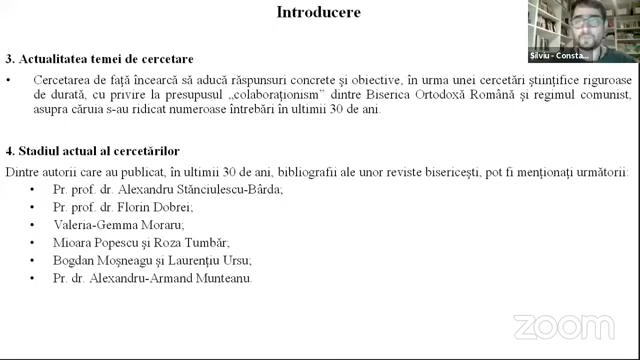 Introducere
Silviu - Consta...
3. Actualitatea temei de cercetare
• Cercetarea de față încearcă să aducă răspunsuri concrete și obiective, în urma unei cercetări științifice riguroase
de durată, cu privire la presupusul „colaboraționism” dintre Biserica Ortodoxă Română și regimul comunist,
asupra căruia s-au ridicat numeroase întrebări în ultimii 30 de ani.
4. Stadiul actual al cercetărilor
Dintre autorii care au publicat, în ultimii 30 de ani, bibliografii ale unor reviste bisericești, pot fi menționați următorii:
• Pr. prof. dr. Alexandru Stănciulescu-Bârda;
• Pr. prof. dr. Florin Dobrei;
• Valeria-Gemma Moraru;
• Mioara Popescu și Roza Tumbăr;
• Bogdan Moșneagu și Laurențiu Ursu;
• Pr. dr. Alexandru-Armand Munteanu.
zoom